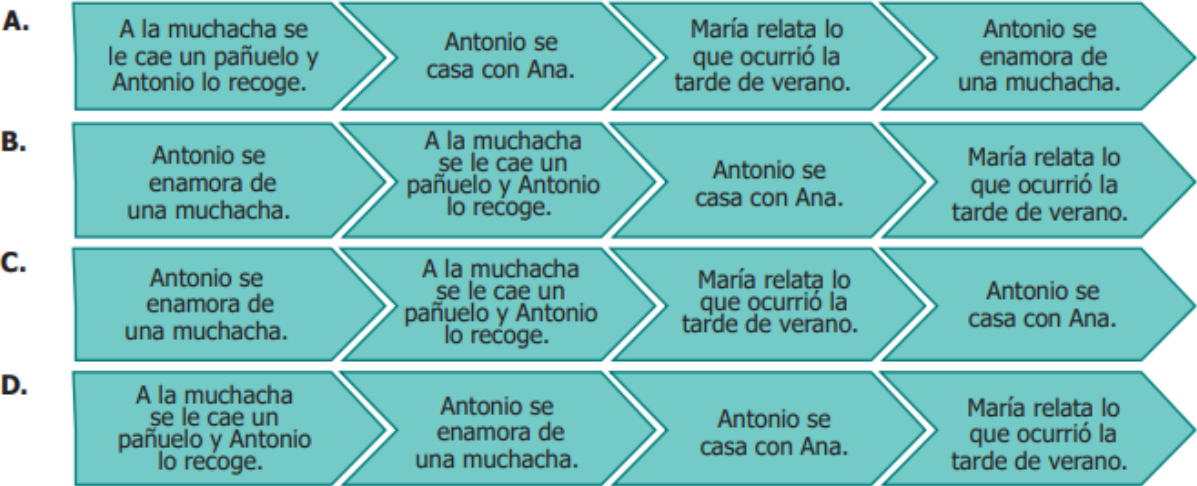 A.
A la muchacha se
le cae un pañuelo y
Antonio lo recoge.
Antonio se
casa con Ana.
María relata lo
que ocurrió la
tarde de verano.
Antonio se
enamora de
una muchacha.
B.
Antonio se
enamora de
una muchacha.
A la muchacha
se le cae un
pañuelo y Antonio
lo recoge.
Antonio se
casa con Ana.
María relata lo
que ocurrió la
tarde de verano.
C.
Antonio se
enamora de
una muchacha.
A la muchacha
se le cae un
pañuelo y Antonio
lo recoge.
María relata lo
que ocurrió la
tarde de verano.
Antonio se
casa con Ana.
D.
A la muchacha
se le cae un
pañuelo y Antonio
lo recoge.
Antonio se
enamora de
una muchacha.
Antonio se
casa con Ana.
María relata lo
que ocurrió la
tarde de verano.